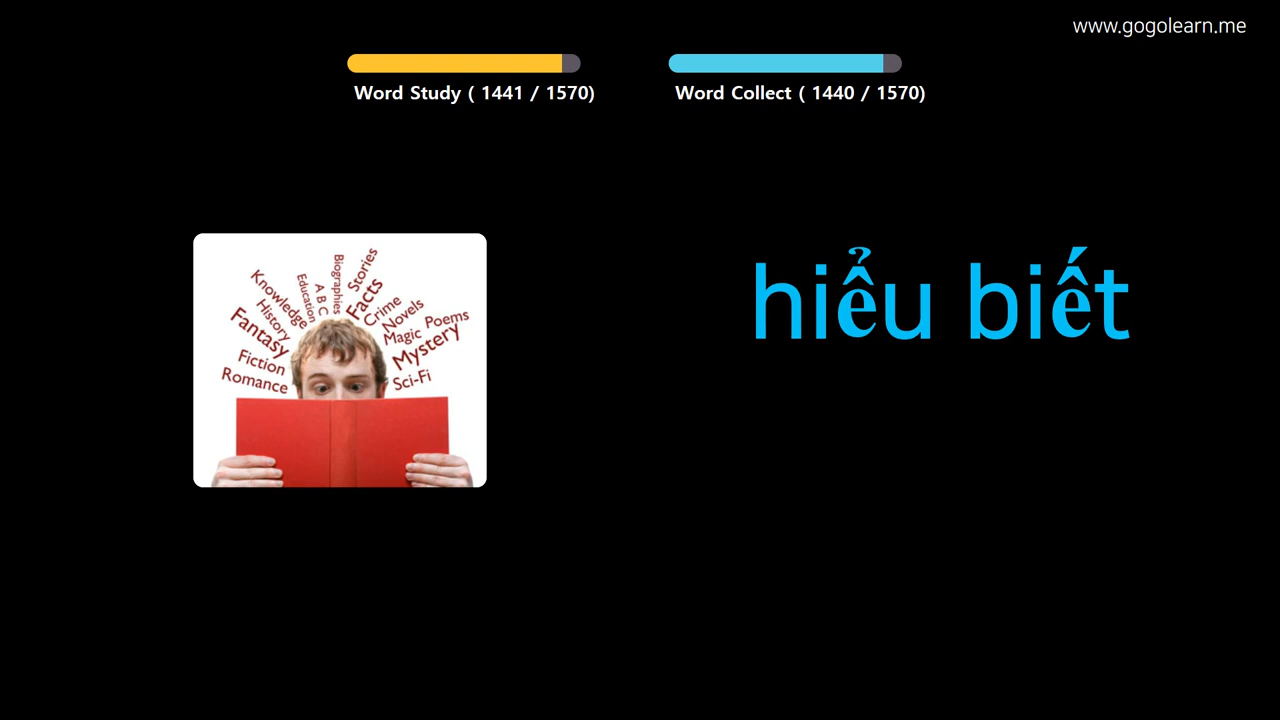 www.gogolearn.me
Word Study ( 1441 / 1570)
Word Collect ( 1440 / 1570)
hiểu biết
Knowledge
History
Fantasy
Fiction
Romance
Education
A B C
Biographies
Stories
Facts
Crime
Novels
Magic
Poems
Mystery
Sci-Fi